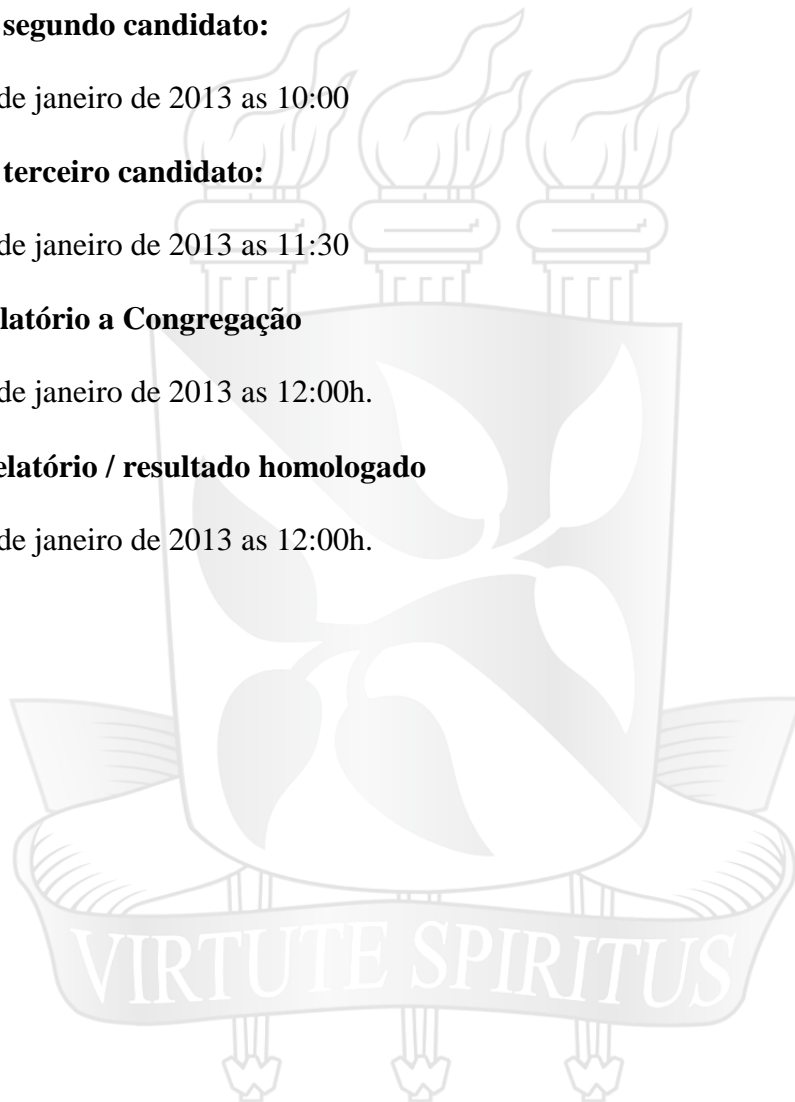 segundo candidato:
de janeiro de 2013 as 10:00
terceiro candidato:
de janeiro de 2013 as 11:30
latório a Congregação
de janeiro de 2013 as 12:00h.
elatório / resultado homologado
de janeiro de 2013 as 12:00h.
VIRTUTE SPIRITUS